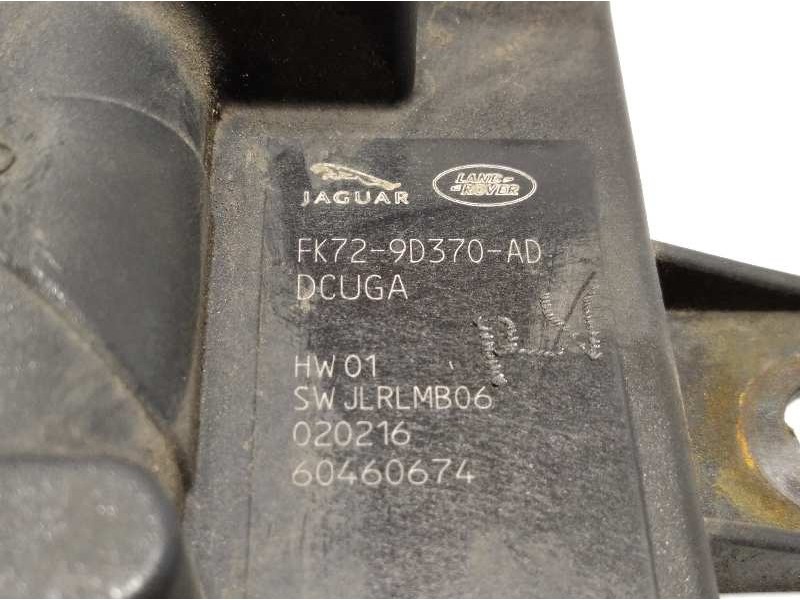 JAGUAR
LAND-
ROVER
FK72-9D370-AD
DCUGA
HW 01
SW JLRLMB06
020216
60460674